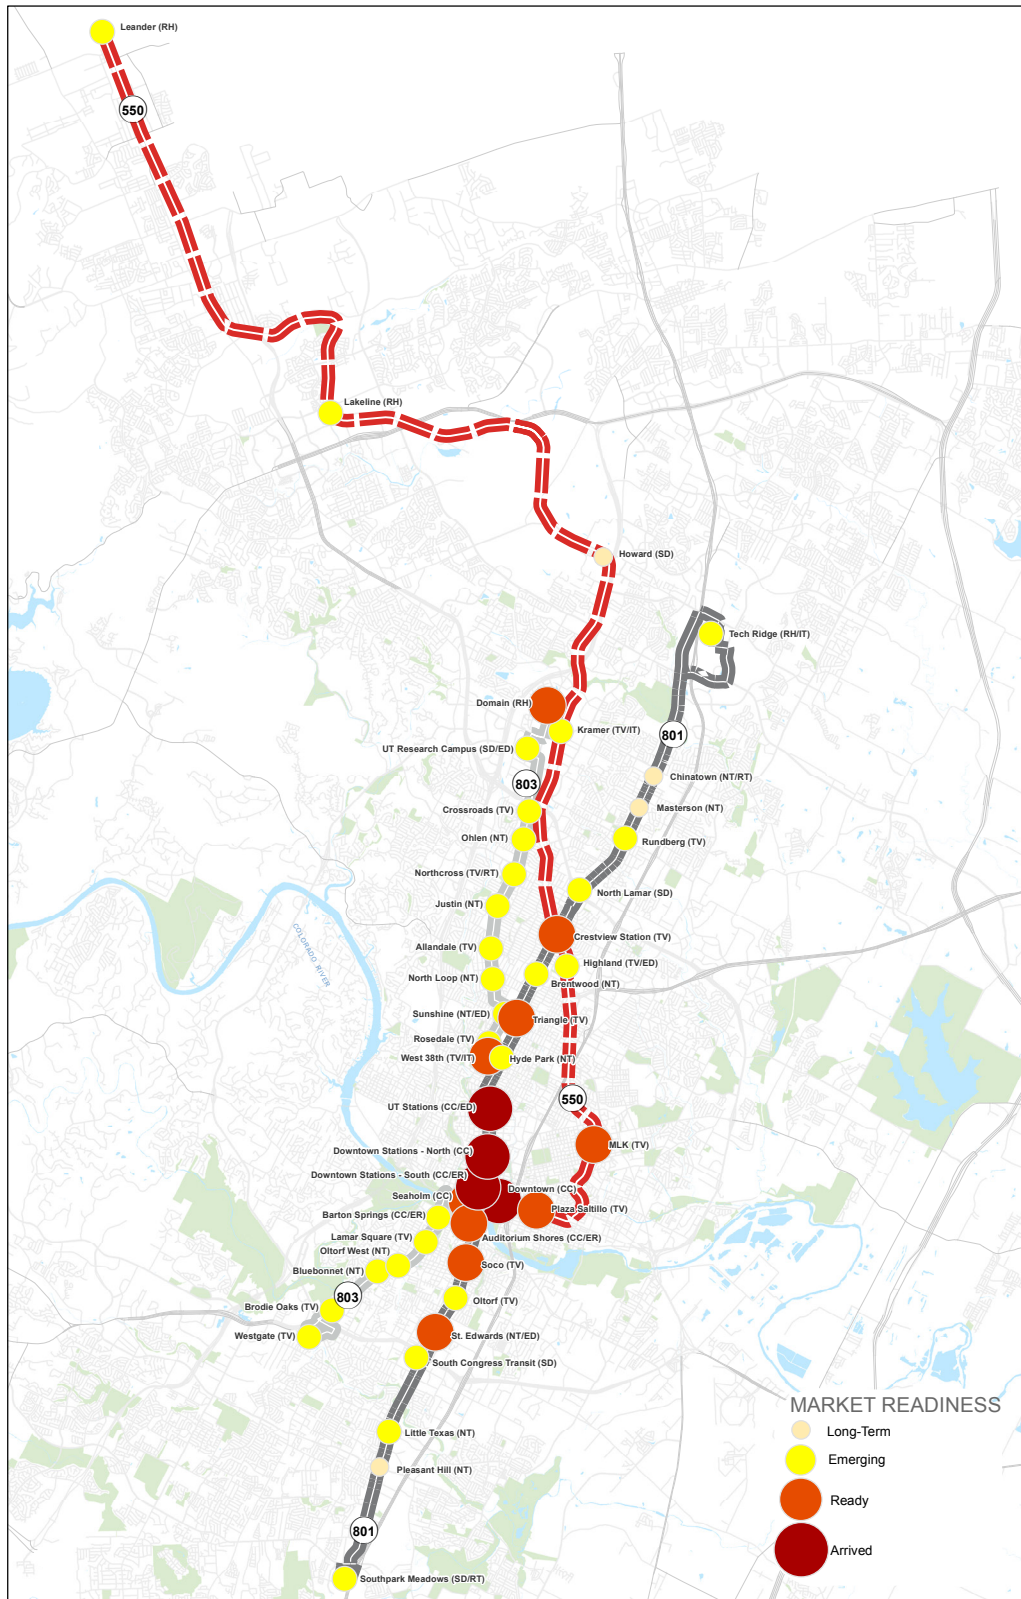 Leander (RH)
550
Lakeline (RH)
Howard (SD)
Tech Ridge (RH/IT)
Domain (RH)
Kramer (TV/IT)
801
UT Research Campus (SD/ED)
Chinatown (NT/RT)
803
Masterson (NT)
Crossroads (TV)
Ohlen (NT)
Rundberg (TV)
Northcross (TV/RT)
North Lamar (SD)
Justin (NT)
Crestview Station (TV)
Allandale (TV)
COLORADO RIVER
Highland (TV/ED)
North Loop (NT)
Brentwood (NT)
Sunshine (NT/ED)
Triangle (TV)
Rosedale (TV)
West 38th (TV/IT)
Hyde Park (NT)
550
UT Stations (CC/ED)
MLK (TV)
Downtown Stations - North (CC)
Downtown Stations - South (CC/ER)
Downtown (CC)
Seaholm (CC)
Plaza Saltillo (TV)
Barton Springs (CC/ER)
Lamar Square (TV)
Auditorium Shores (CC/ER)
Oltorf West (NT)
Soco (TV)
Bluebonnet (NT)
803
Oltorf (TV)
Brodie Oaks (TV)
Westgate (TV)
St. Edwards (NT/ED)
South Congress Transit (SD)
Little Texas (NT)
Pleasant Hill (NT)
801
Southpark Meadows (SD/RT)
MARKET READINESS
Long-Term
Emerging
Ready
Arrived